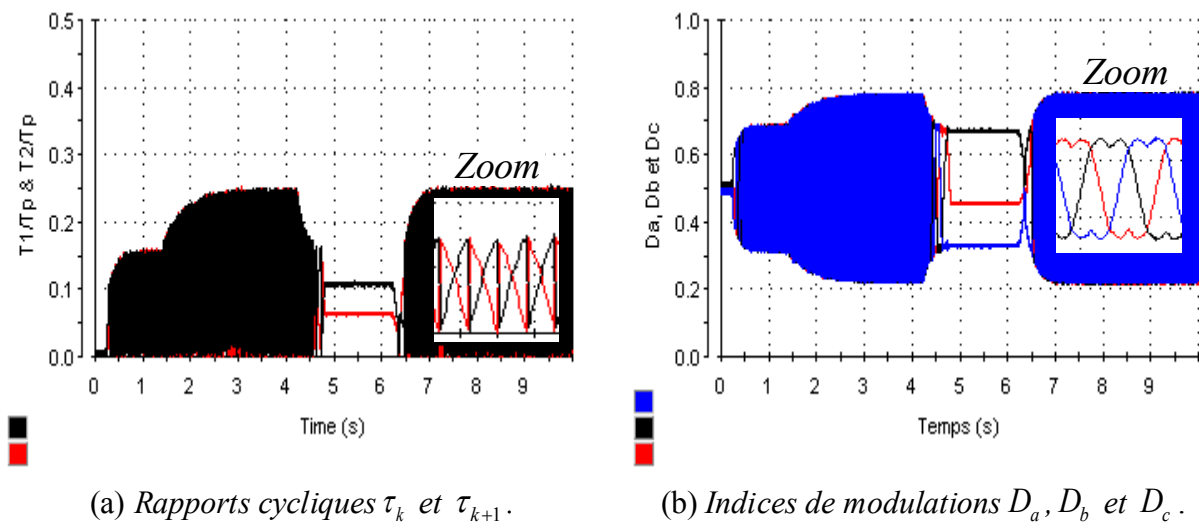 0.5
0.4
0.3
0.2
0.1
0.0
T1/Tp & T2/Tp
Zoom
0 1 2 3 4 5 6 7 8 9
Time (s)
(a) Rapports cycliques τk et τk+1.
1.0
0.8
0.6
0.4
0.2
0.0
Da, Db et Dc
Zoom
0 1 2 3 4 5 6 7 8 9
Temps (s)
(b) Indices de modulations Da, Db et Dc.